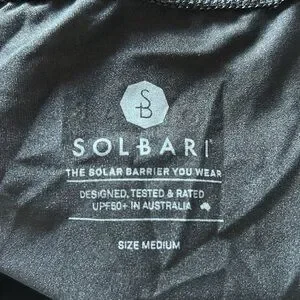 SB
SOLBARI
THE SOLAR BARRIER YOU WEAR
DESIGNED, TESTED & RATED
UPF50+ IN AUSTRALIA
SIZE MEDIUM